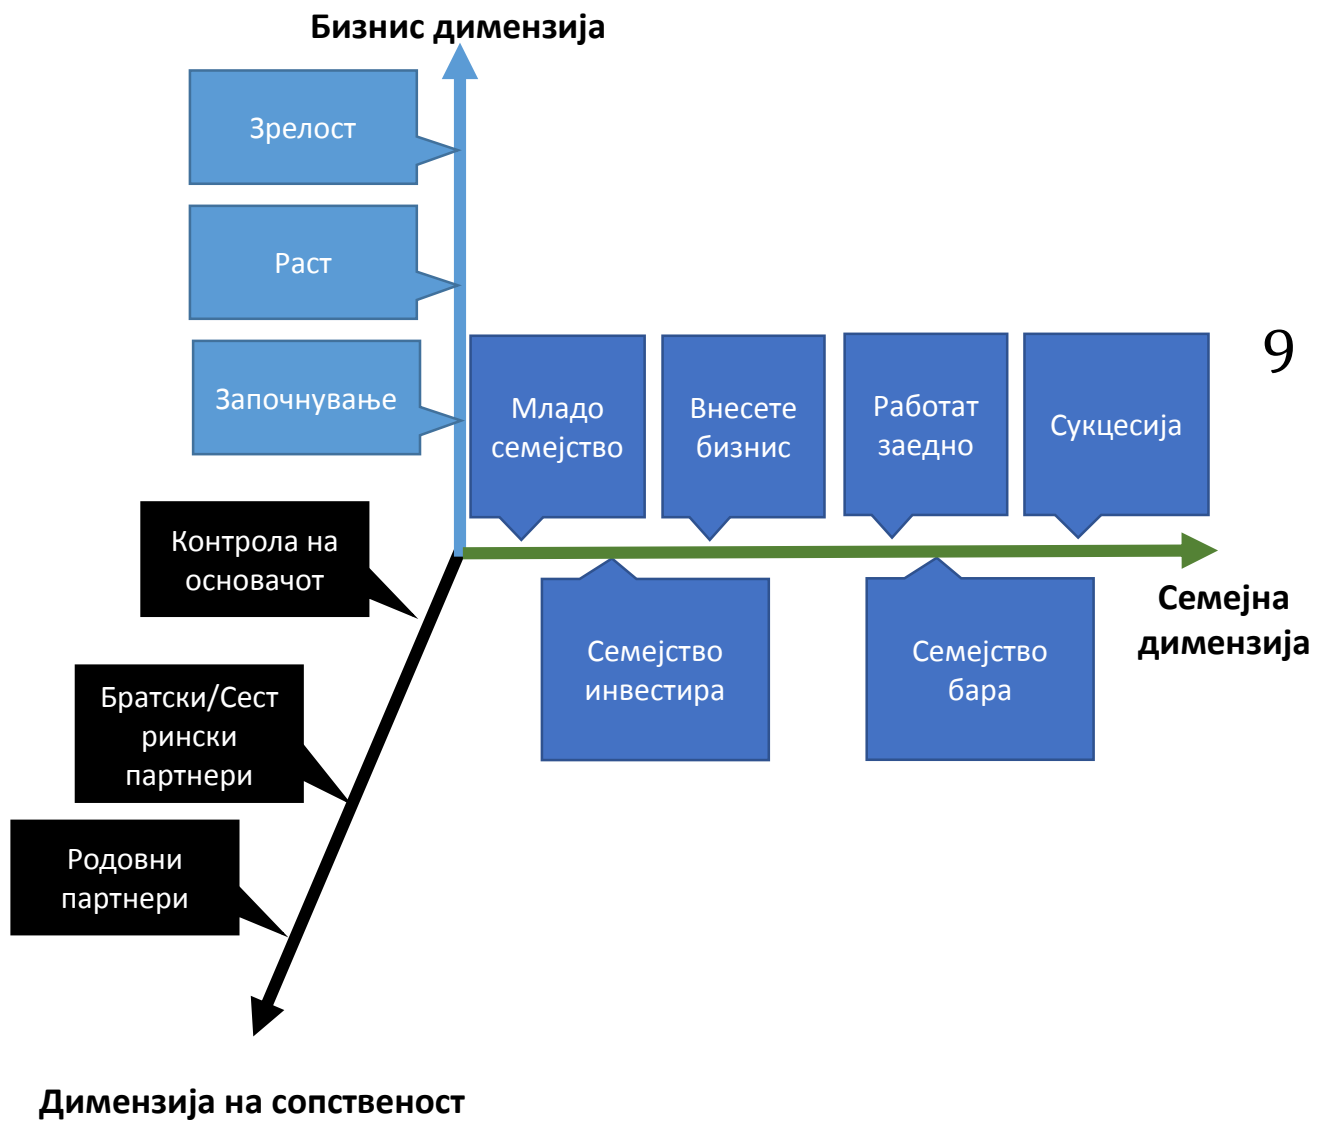 Бизнис димензија
Зрелост
Раст
Започнување
Младо
семејство
Внесете
бизнис
Работат
заедно
Сукцесија
9
Контрола на
основачот
Семејна
димензија
Семејство
инвестира
Семејство
бара
Братски/Сест
рински
партнери
Родовни
партнери
Димензија на сопственост